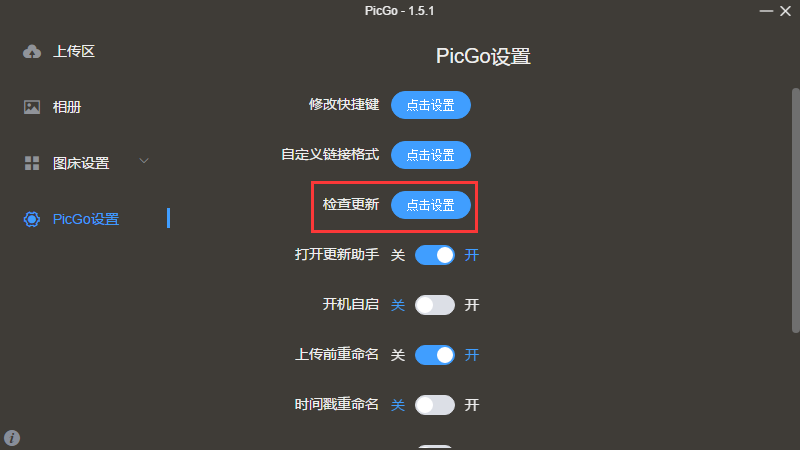 PicGo - 1.5.1
上传区
相册
图床设置
PicGo设置
PicGo设置
修改快捷键 点击设置
自定义链接格式 点击设置
检查更新 点击设置
打开更新助手 关 开
开机自启 关 开
上传前重命名 关 开
时间戳重命名 关 开